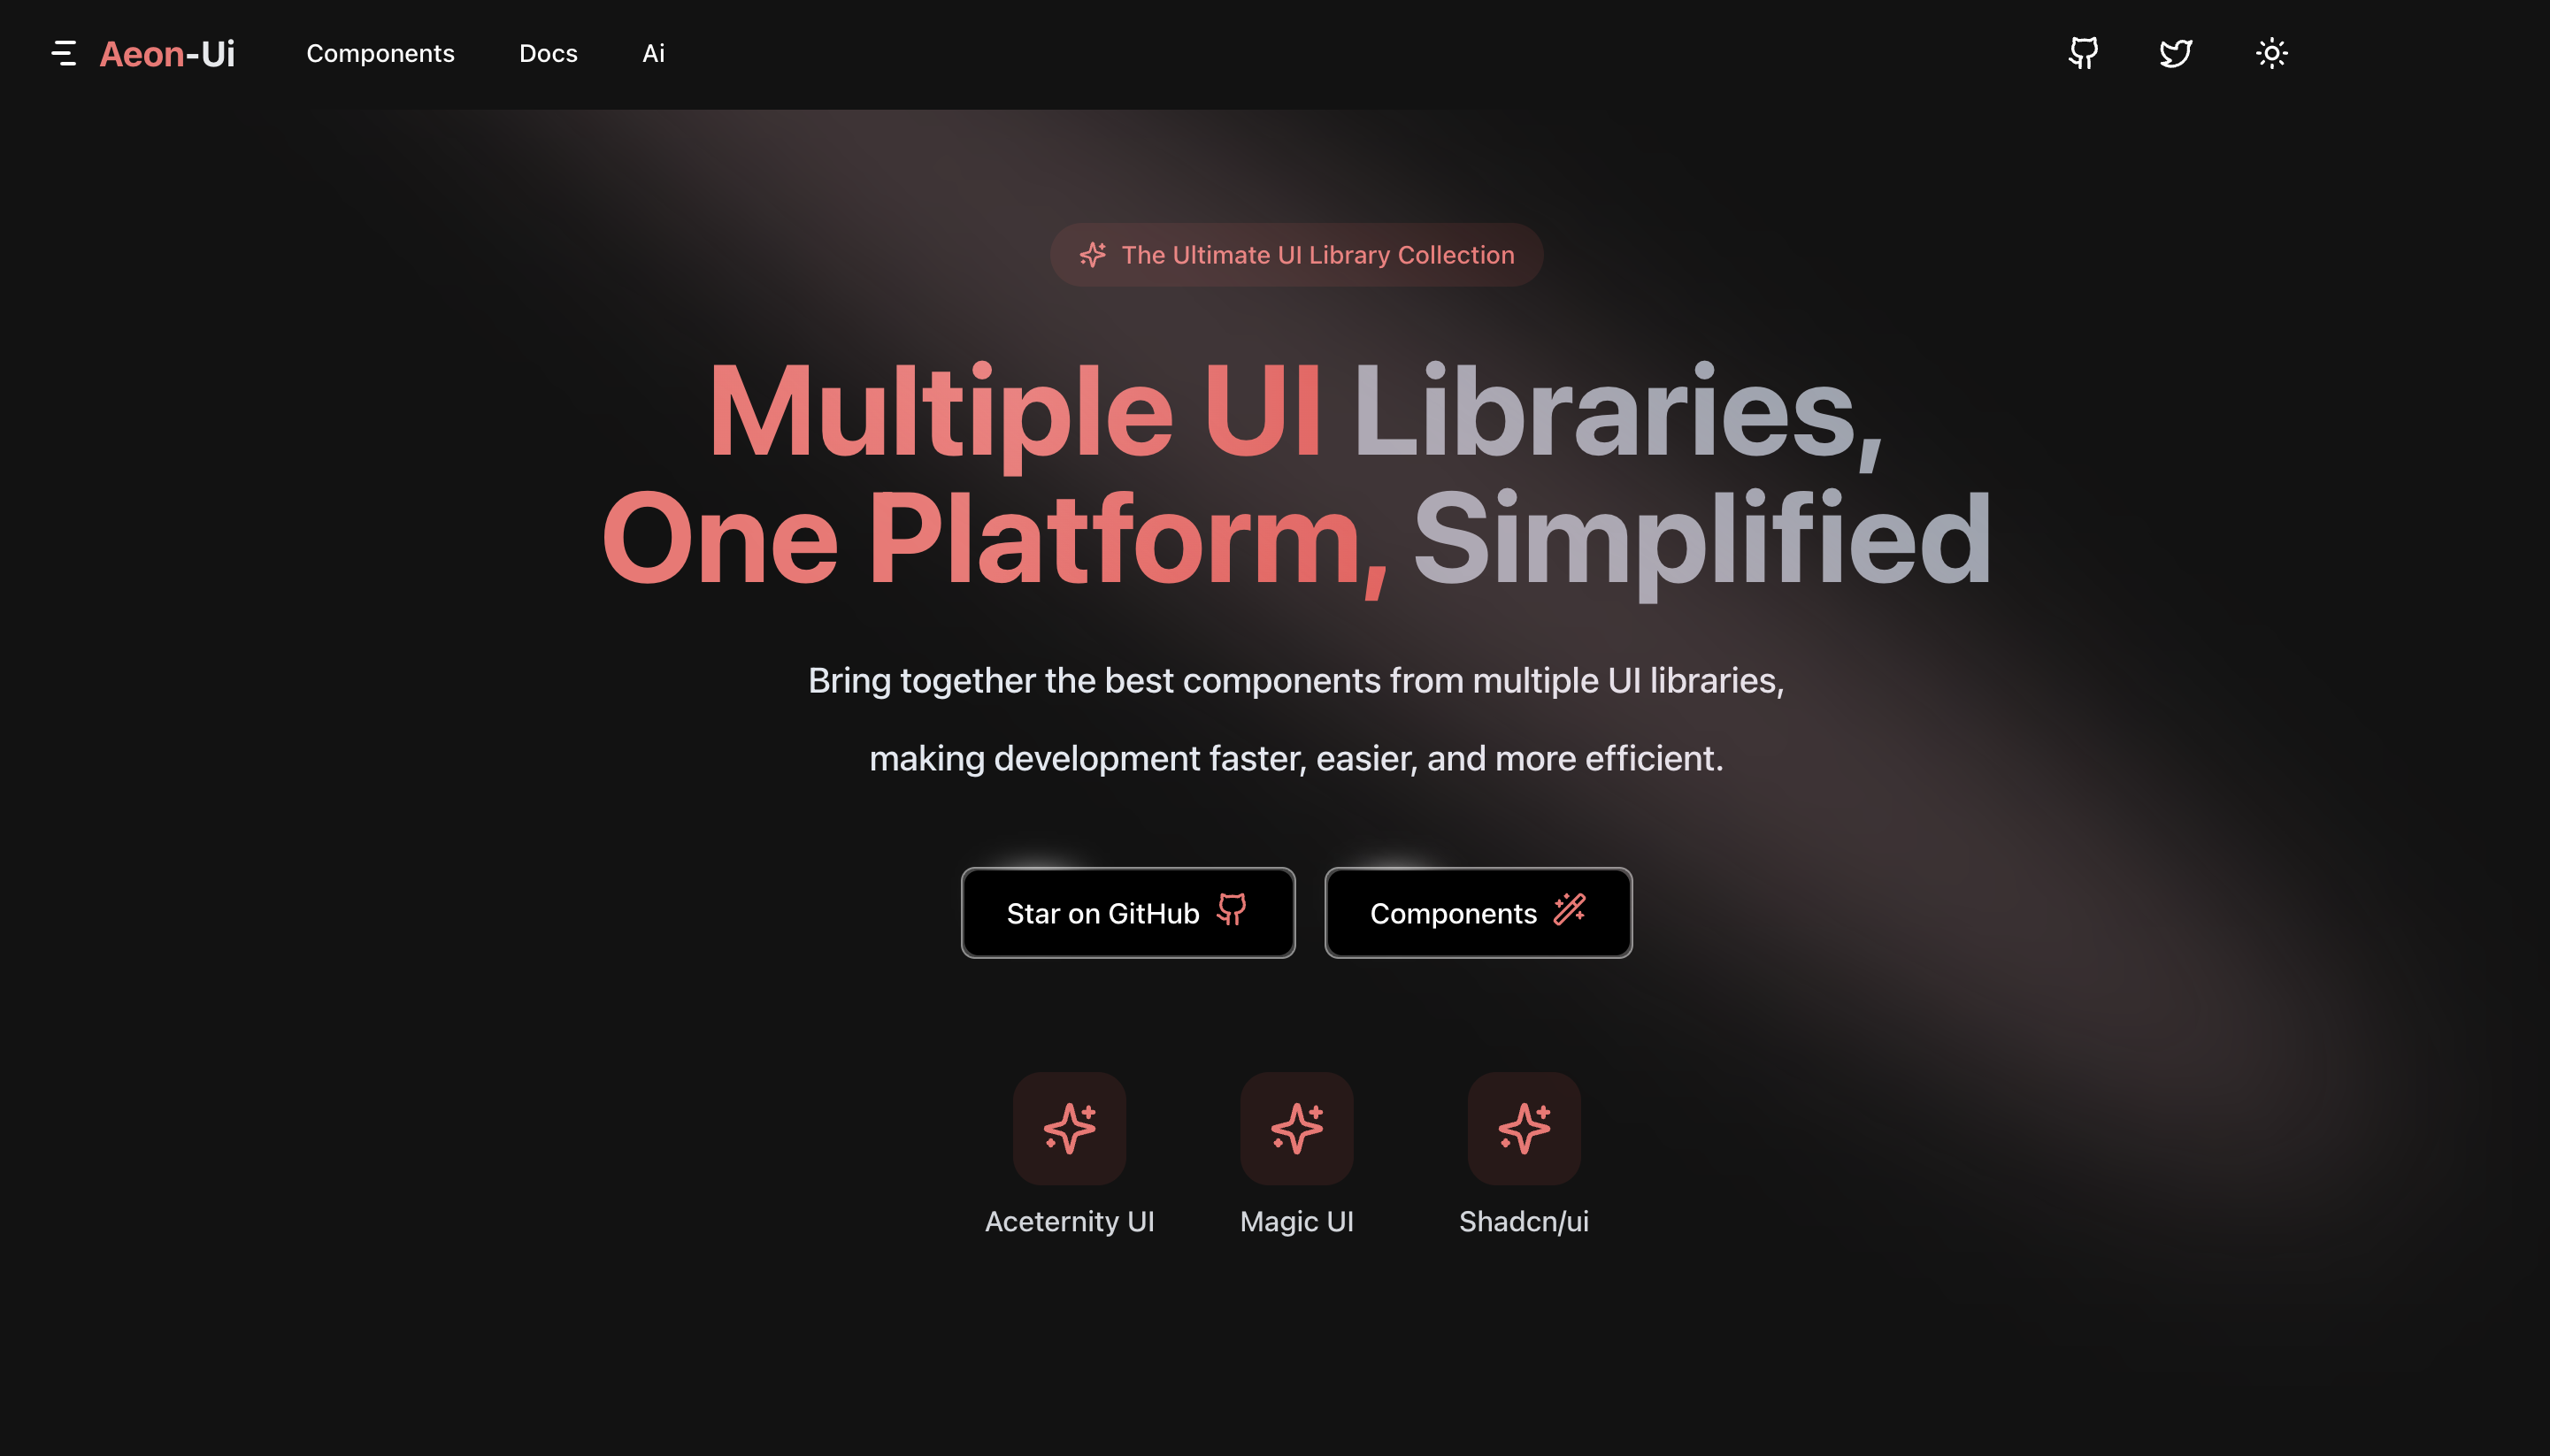 Aeon-Ui
Components
Docs
Ai
The Ultimate UI Library Collection
Multiple UI Libraries,
One Platform, Simplified
Bring together the best components from multiple UI libraries,
making development faster, easier, and more efficient.
Star on GitHub
Components
Aceternity UI
Magic UI
Shadcn/ui